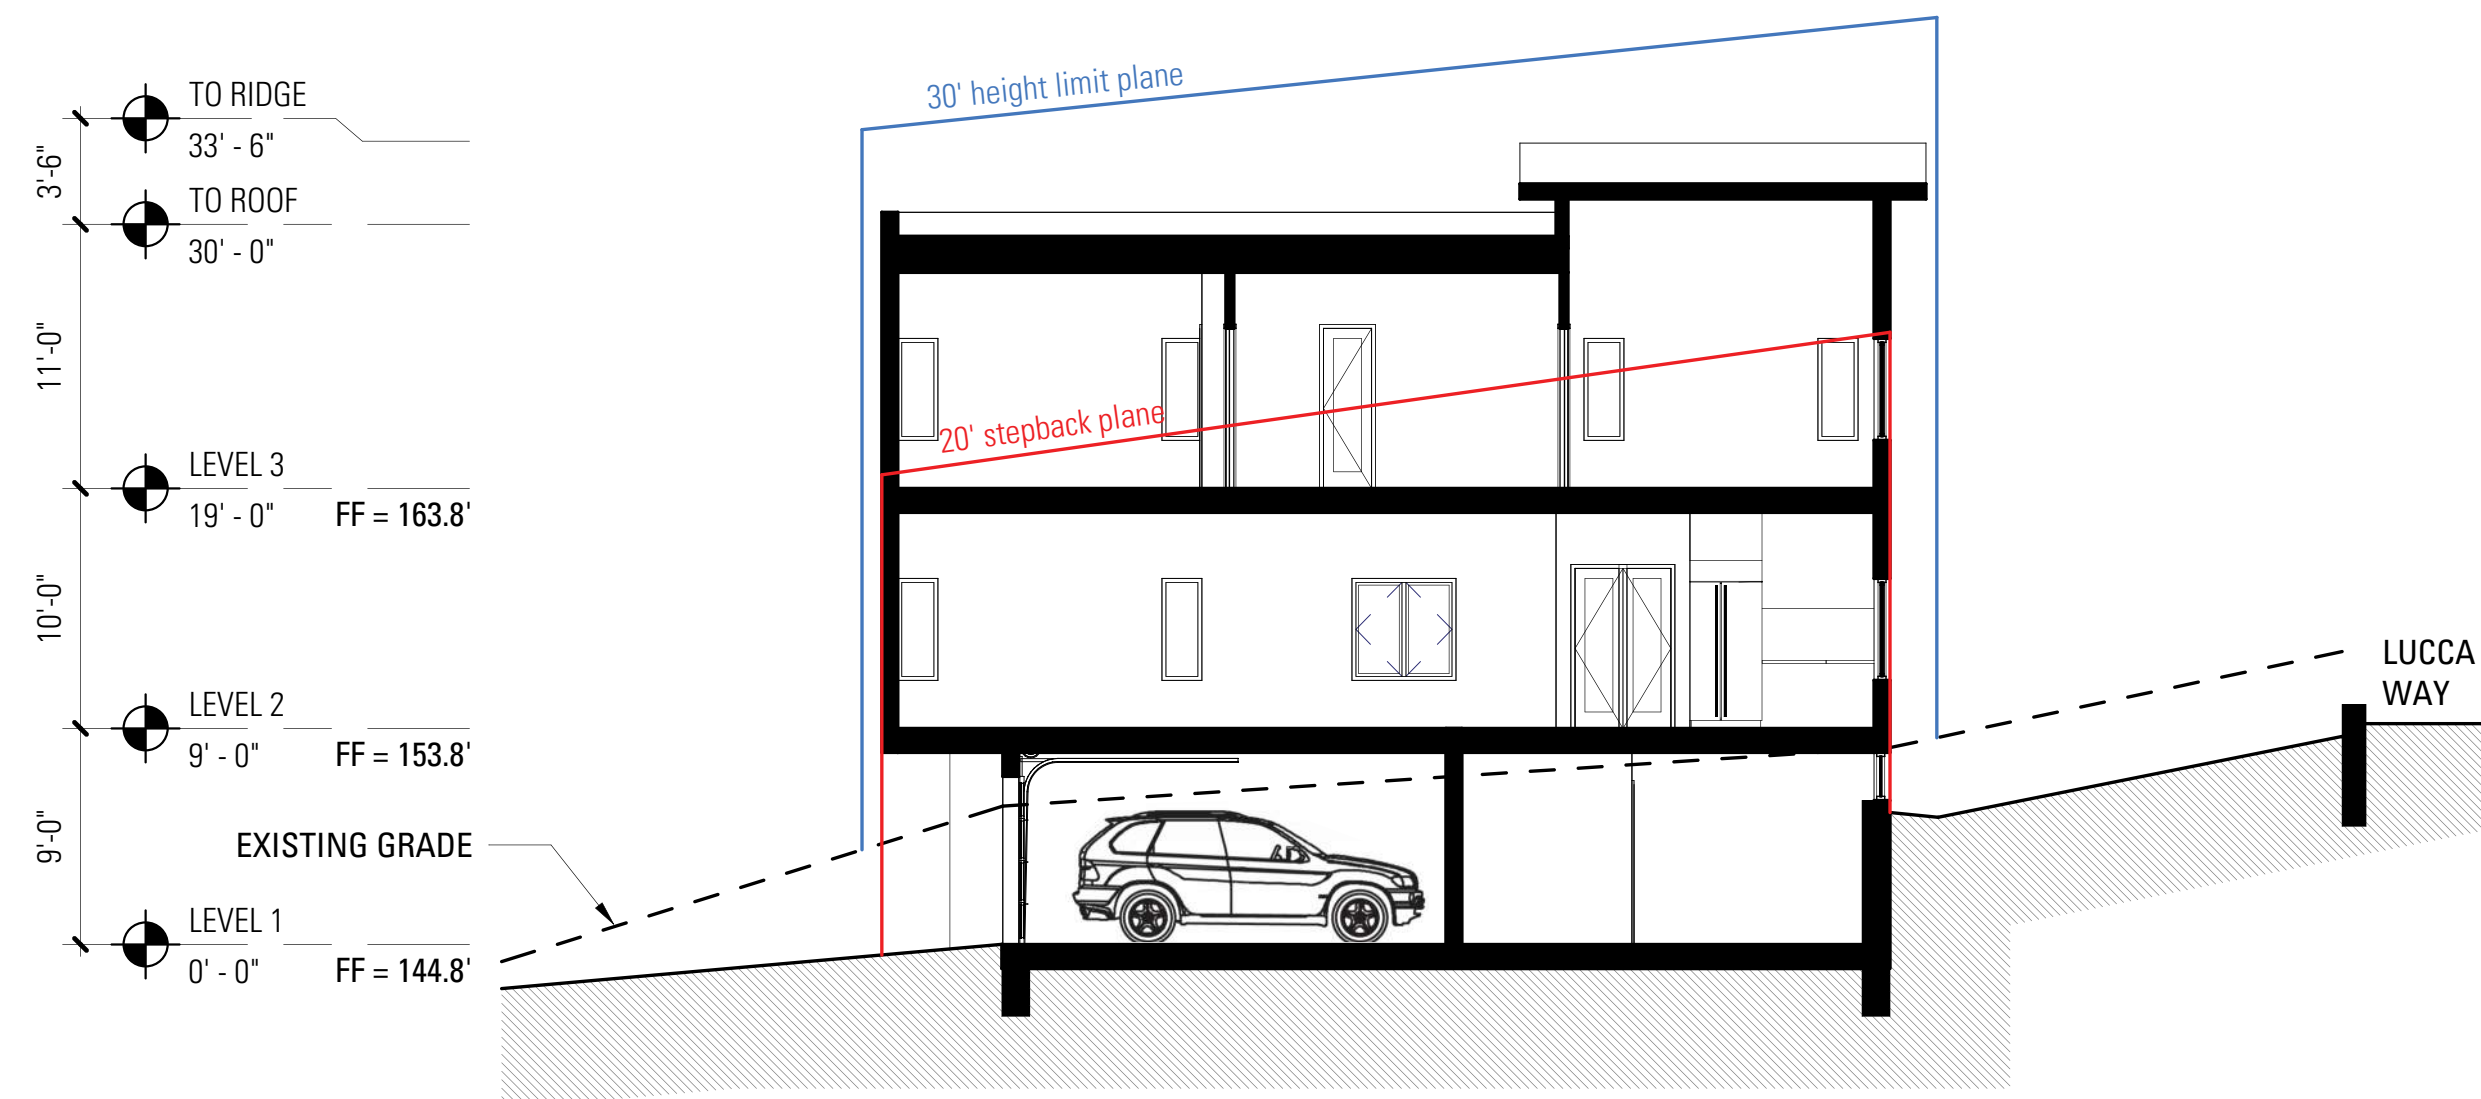 30' height limit plane
TO RIDGE
33' - 6"
3'-6"
TO ROOF
30' - 0"
11'-0"
20' stepback plane
LEVEL 3
19' - 0" FF = 163.8'
10'-0"
LUCCA
WAY
LEVEL 2
9' - 0" FF = 153.8'
9'-0"
EXISTING GRADE
LEVEL 1
0' - 0" FF = 144.8'